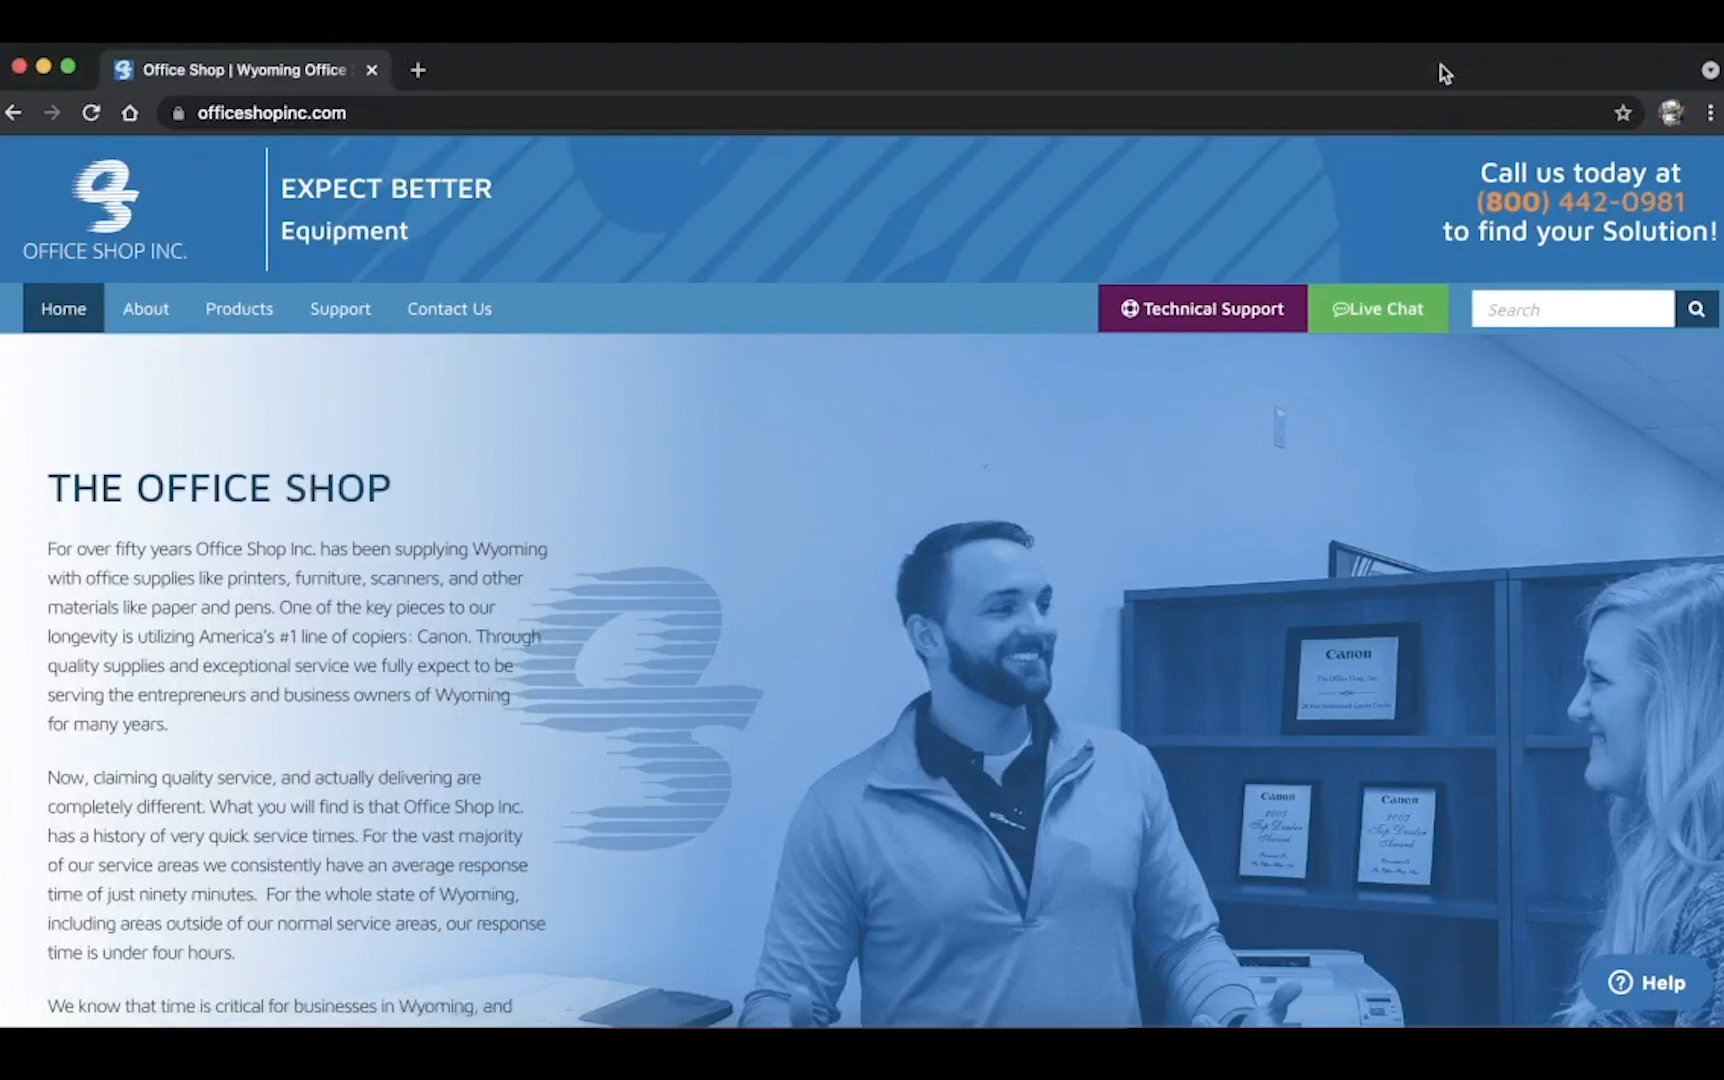 Office Shop | Wyoming Office
officeshopinc.com
OFFICE SHOP INC.
EXPECT BETTER
Equipment
Call us today at
(800) 442-0981
to find your Solution!
Home About Products Support Contact Us Technical Support Live Chat Search
THE OFFICE SHOP
For over fifty years Office Shop Inc. has been supplying Wyoming
with office supplies like printers, furniture, scanners, and other
materials like paper and pens. One of the key pieces to our
longevity is utilizing America's #1 line of copiers: Canon. Through
quality supplies and exceptional service we fully expect to be
serving the entrepreneurs and business owners of Wyoming
for many years.
Now, claiming quality service, and actually delivering are
completely different. What you will find is that Office Shop Inc.
has a history of very quick service times. For the vast majority
of our service areas we consistently have an average response
time of just ninety minutes. For the whole state of Wyoming,
including areas outside of our normal service areas, our response
time is under four hours.
We know that time is critical for businesses in Wyoming, and
Canon
The Office Shop, Inc
Canon
2005
Top Dealer
Award
Canon
2007
Top Dealer
Award
Help